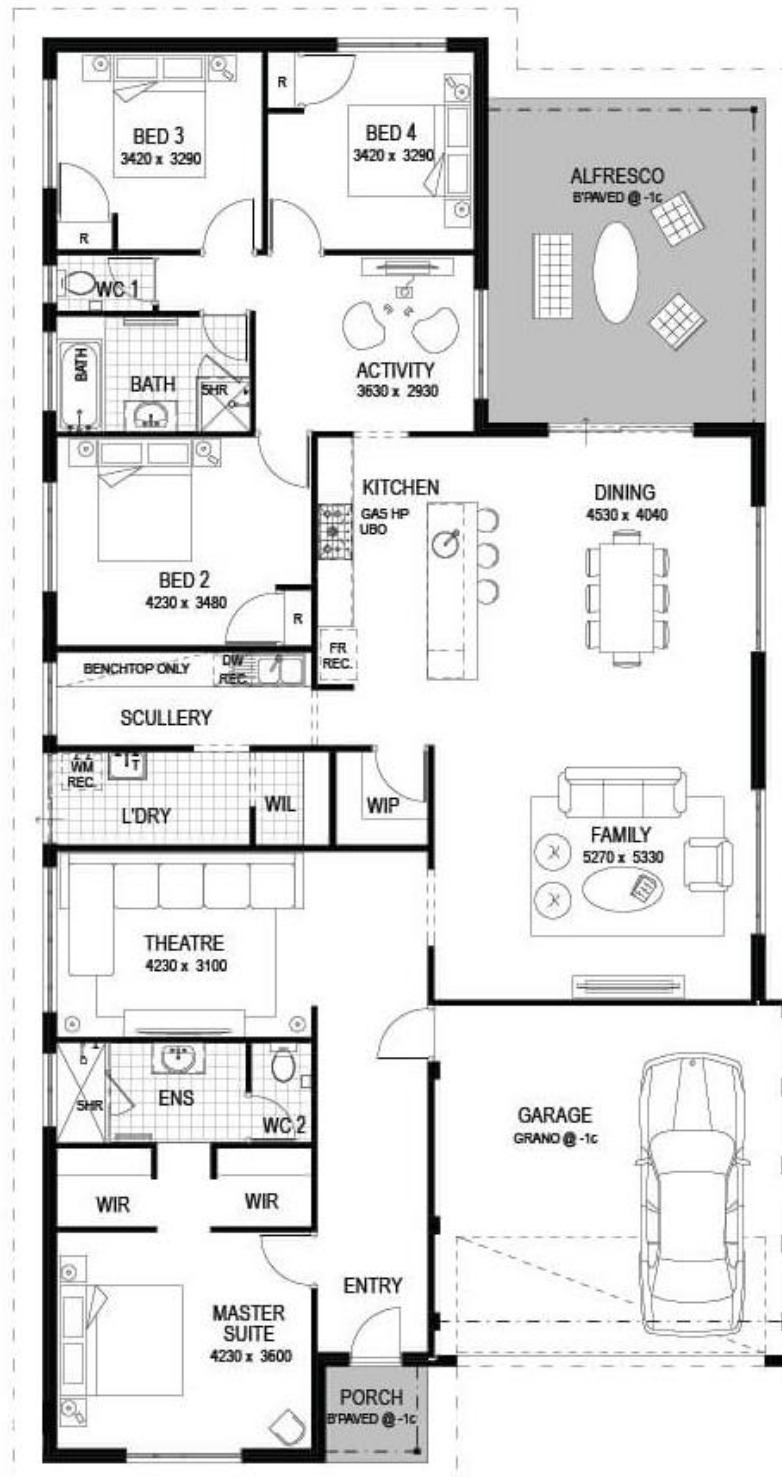 BED 3
3420 x 3290
R
BED 4
3420 x 3290
R
ALFRESCO
B'PAVED @ -1c
WC 1
BATH
BATH
SHR
ACTIVITY
3630 x 2930
KITCHEN
GAS HP
UBO
DINING
4530 x 4040
BED 2
4230 x 3480
R
FR
REC.
BENCHTOP ONLY
DW
REC.
SCULLERY
WM
REC.
T
L'DRY
WIL
WIP
FAMILY
5270 x 5330
THEATRE
4230 x 3100
SHR
ENS
WC 2
GARAGE
GRANO @ -1c
WIR
WIR
ENTRY
MASTER
SUITE
4230 x 3600
PORCH
B'PAVED @ -1c